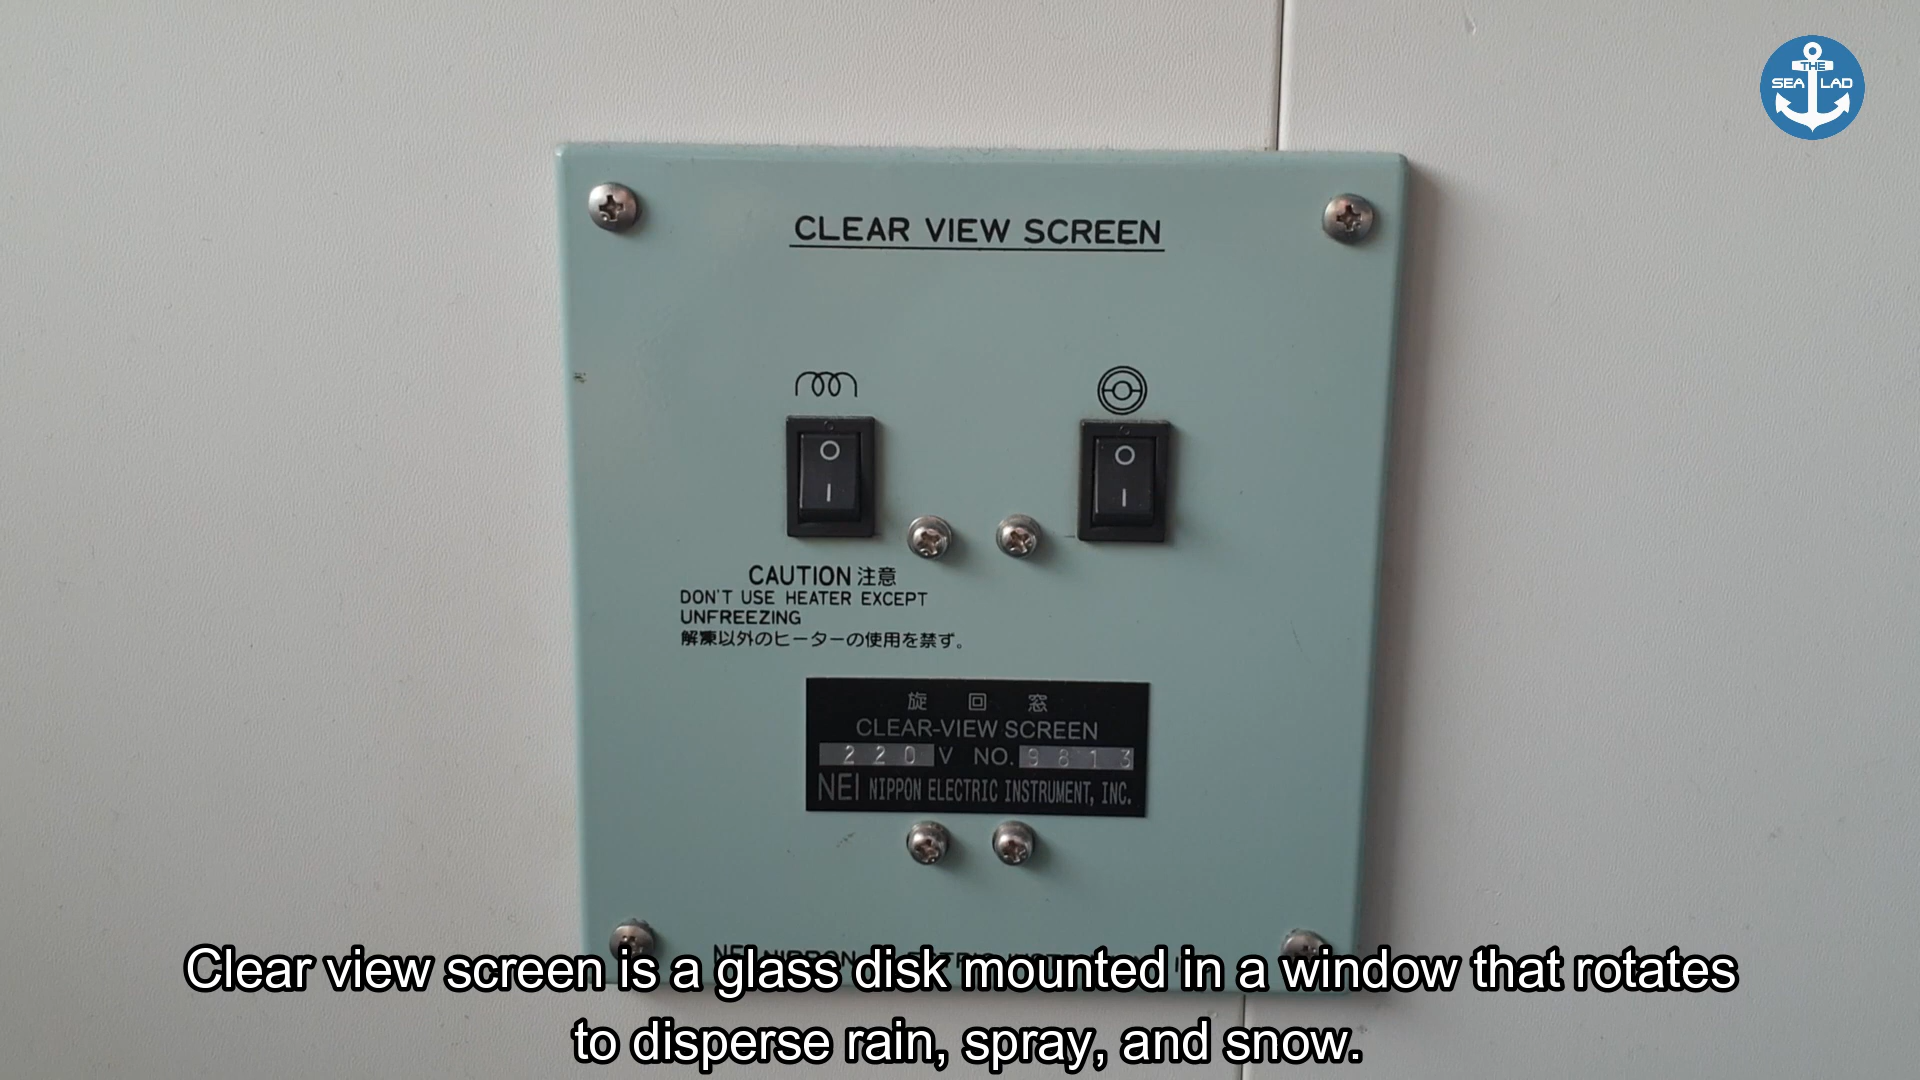 THE
SEA LAD
CLEAR VIEW SCREEN
CAUTION 注意
DON'T USE HEATER EXCEPT
UNFREEZING
解凍以外のヒーターの使用を禁ず。
旋 回 窓
CLEAR-VIEW SCREEN
220 V NO. 9813
NEI NIPPON ELECTRIC INSTRUMENT, INC.
NEI NIPPON
Clear view screen is a glass disk mounted in a window that rotates
to disperse rain, spray, and snow.